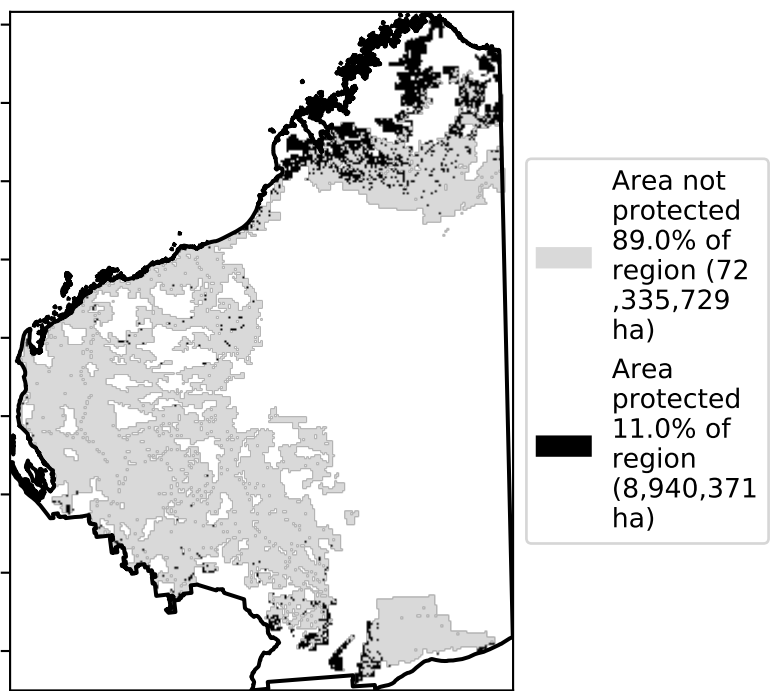 Area not
protected
89.0% of
region (72
,335,729
ha)
Area
protected
11.0% of
region
(8,940,371
ha)